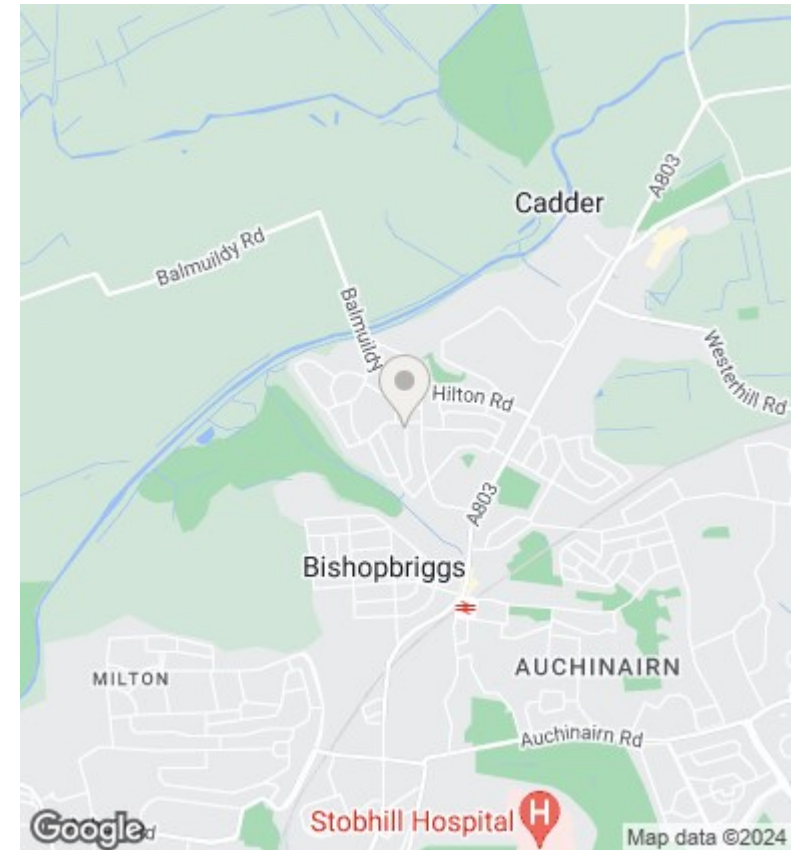 Cadder
A803
Balmuildy Rd
Balmuildy
Westerhill Rd
Hilton Rd
A803
Bishopbriggs
MILTON
AUCHINAIRN
Auchinairn Rd
Stobhill Hospital
H
Google
d
Map data ©2024